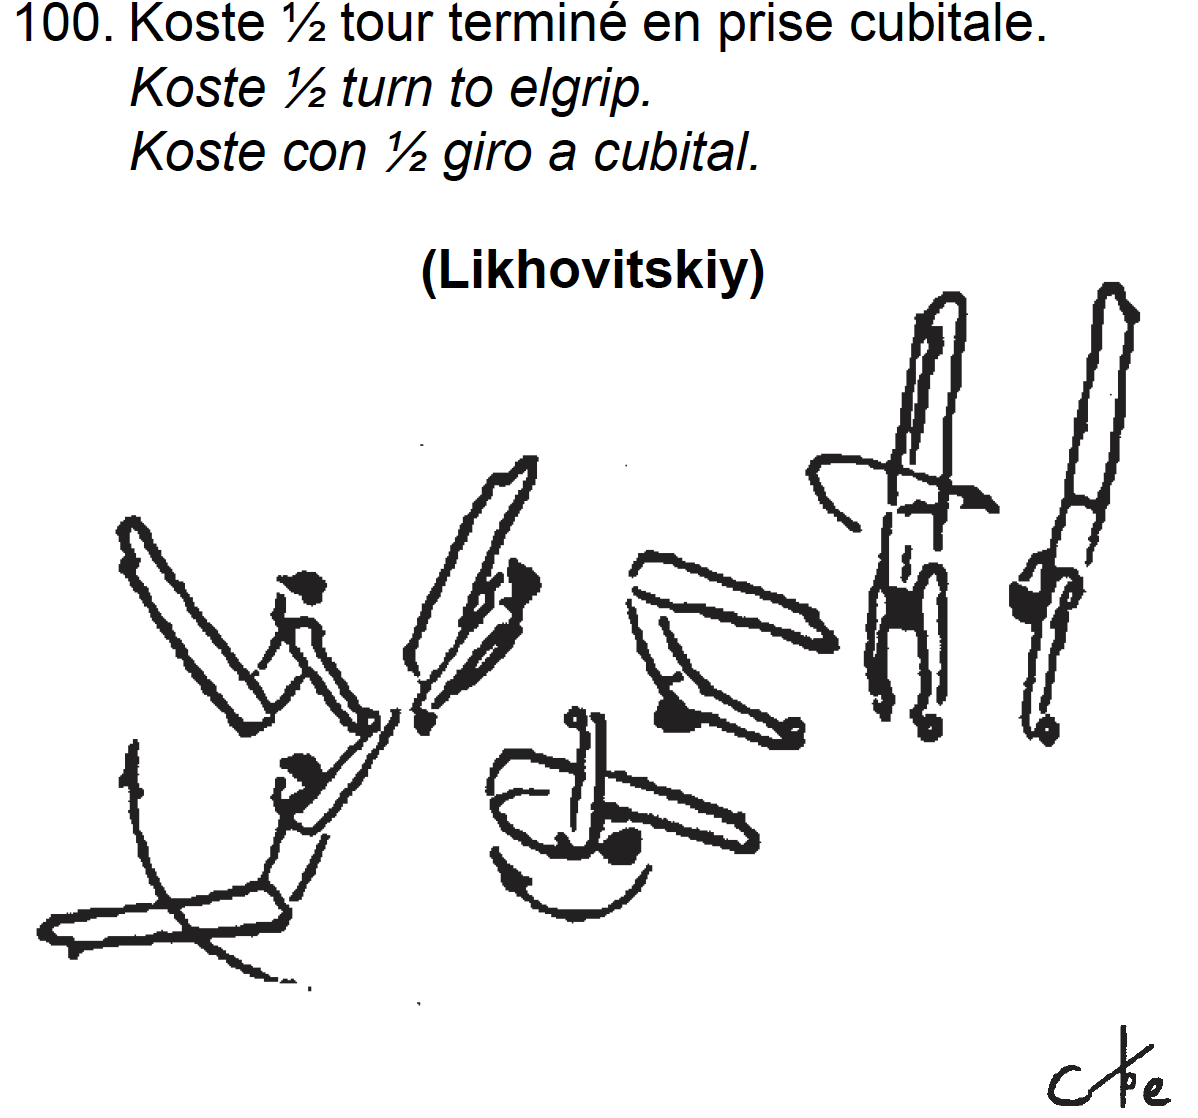 100. Koste ½ tour terminé en prise cubitale.
Koste ½ turn to elgrip.
Koste con ½ giro a cubital.
(Likhovitskiy)